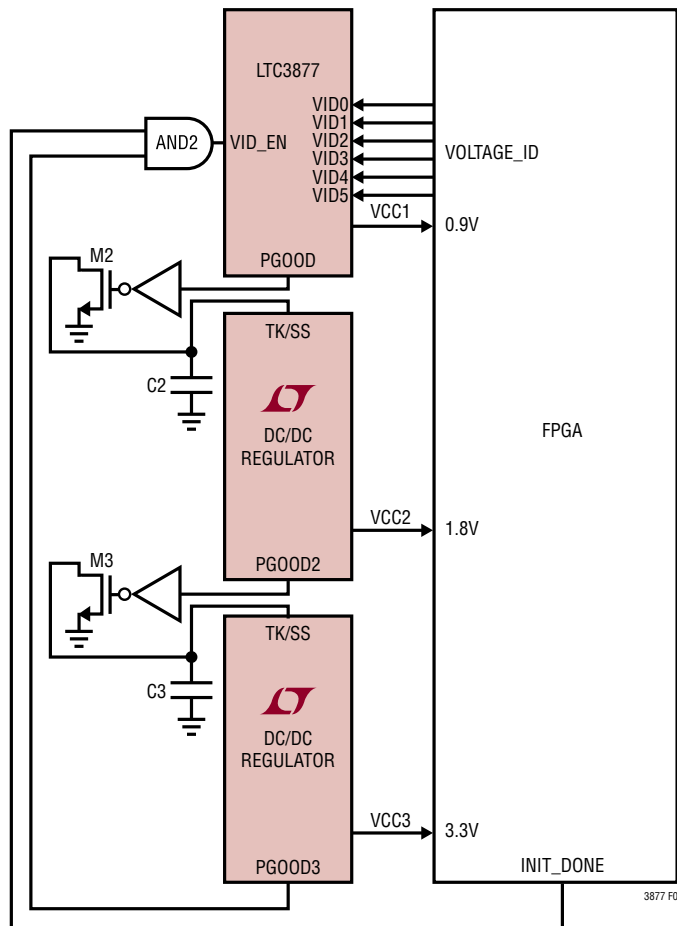 LTC3877
AND2
VID_EN
VID0
VID1
VID2
VID3
VID4
VID5
VOLTAGE_ID
VCC1
0.9V
PGOOD
M2
TK/SS
C2
DC/DC
REGULATOR
FPGA
VCC2
1.8V
PGOOD2
M3
TK/SS
C3
DC/DC
REGULATOR
VCC3
3.3V
PGOOD3
INIT_DONE
3877 F0